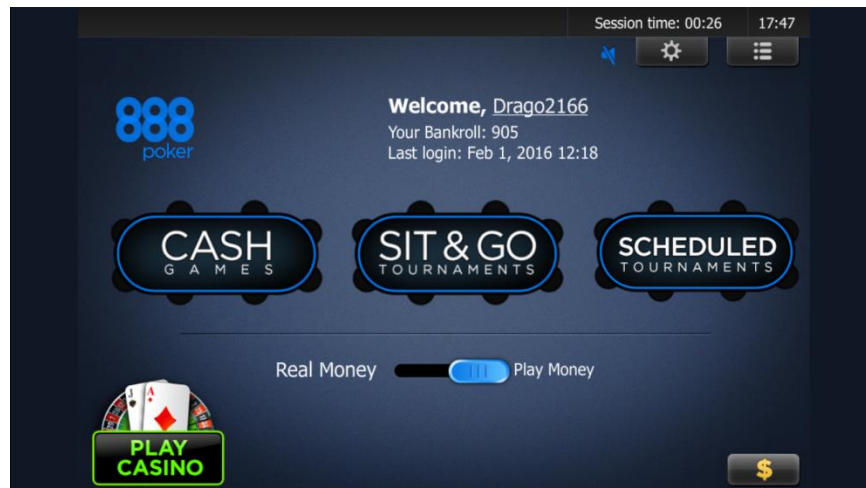 Session time: 00:26 17:47
888
poker
Welcome, Drago2166
Your Bankroll: 905
Last login: Feb 1, 2016 12:18
CASH
GAMES
SIT & GO
TOURNAMENTS
SCHEDULED
TOURNAMENTS
Real Money Play Money
J A
PLAY
CASINO
$